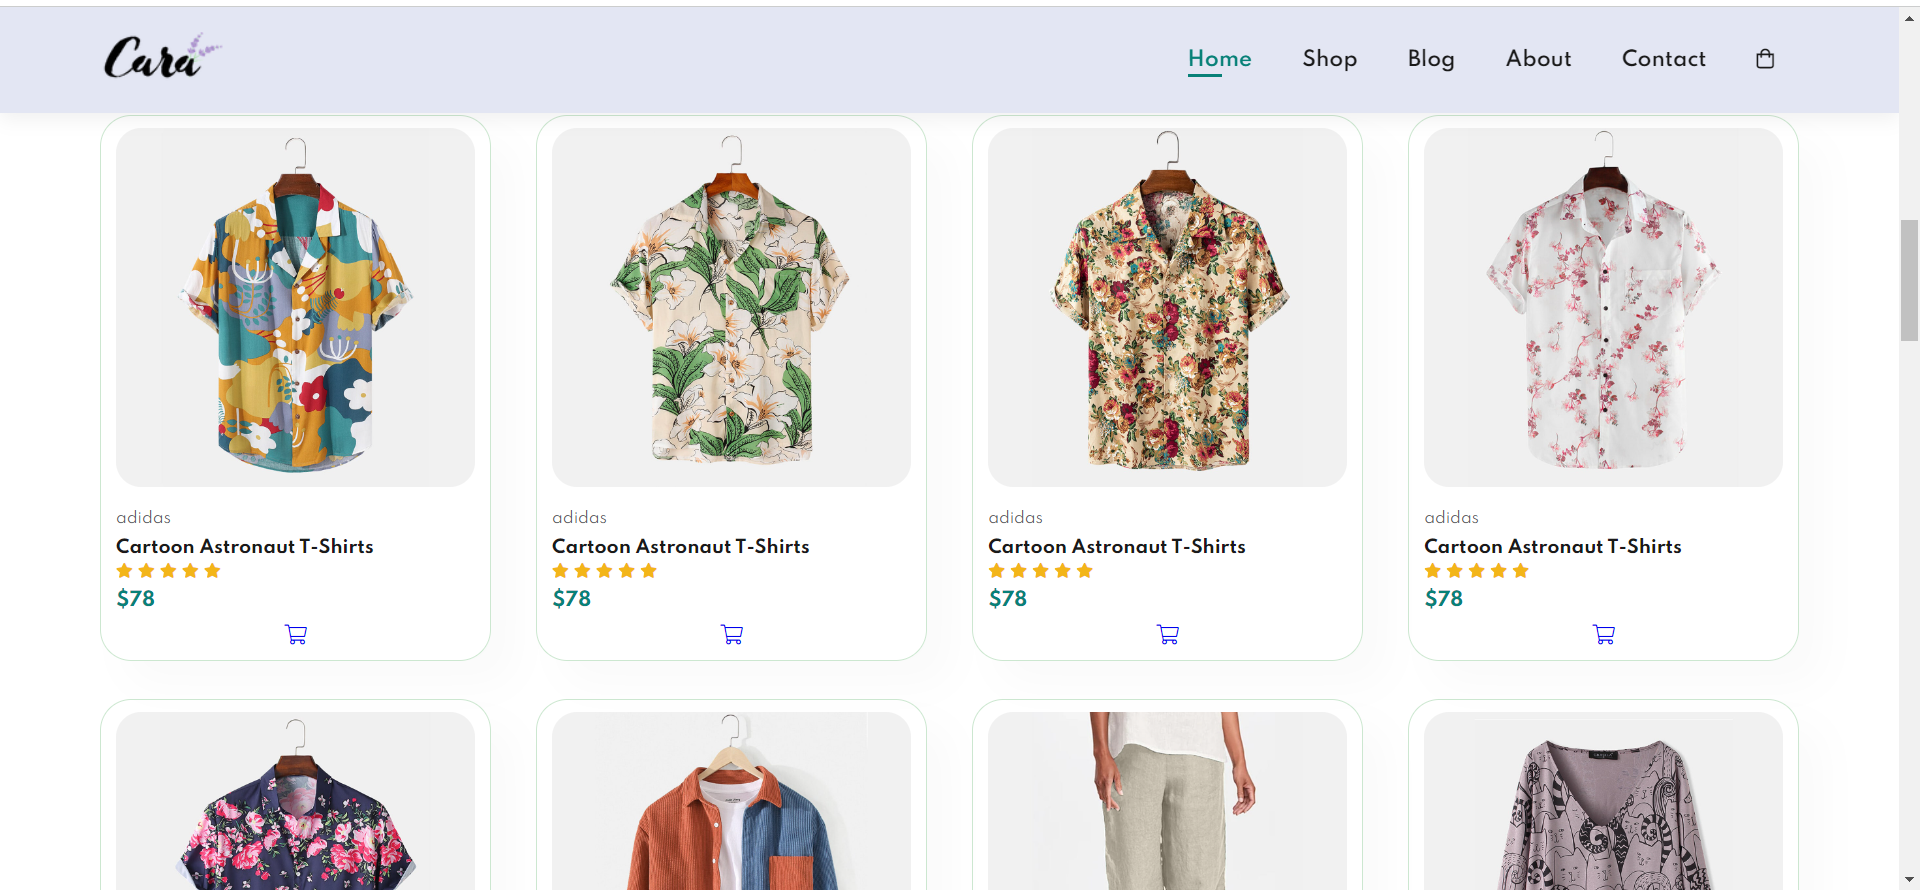 Cara
Home Shop Blog About Contact
adidas adidas adidas adidas
Cartoon Astronaut T-Shirts Cartoon Astronaut T-Shirts Cartoon Astronaut T-Shirts Cartoon Astronaut T-Shirts
$78 $78 $78 $78